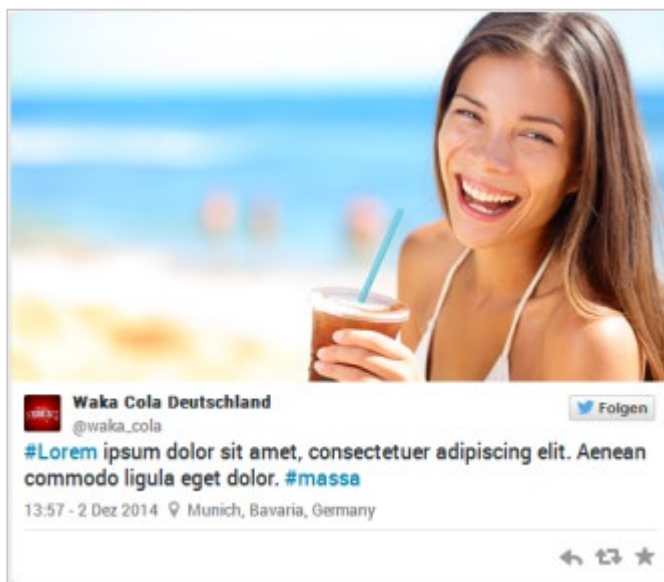 Waka Cola Deutschland
@waka_cola
Folgen
#Lorem ipsum dolor sit amet, consectetuer adipiscing elit. Aenean
commodo ligula eget dolor. #massa
13:57 - 2 Dez 2014 Munich, Bavaria, Germany